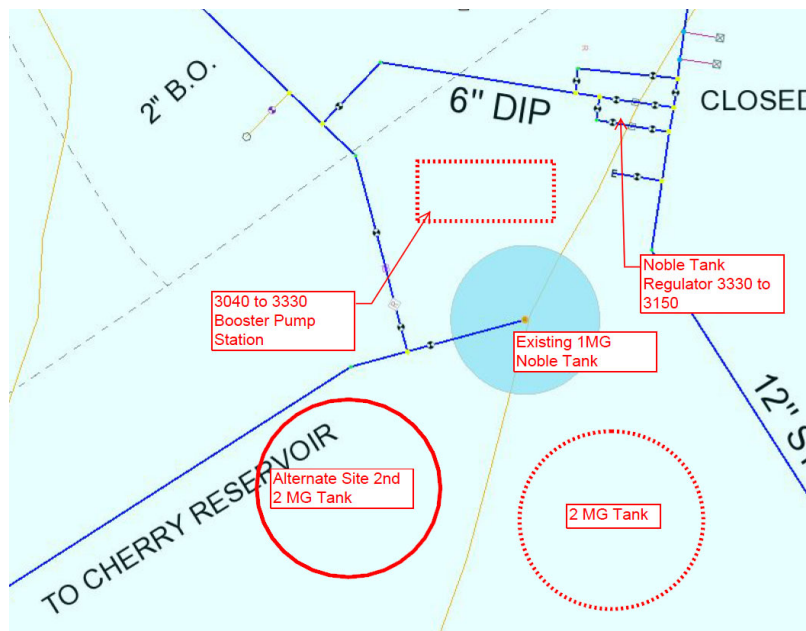 2" B.O.
6" DIP
CLOSED
3040 to 3330
Booster Pump
Station
Noble Tank
Regulator 3330 to
3150
Existing 1MG
Noble Tank
12" S
TO CHERRY RESERVOIR
Alternate Site 2nd
2 MG Tank
2 MG Tank
E